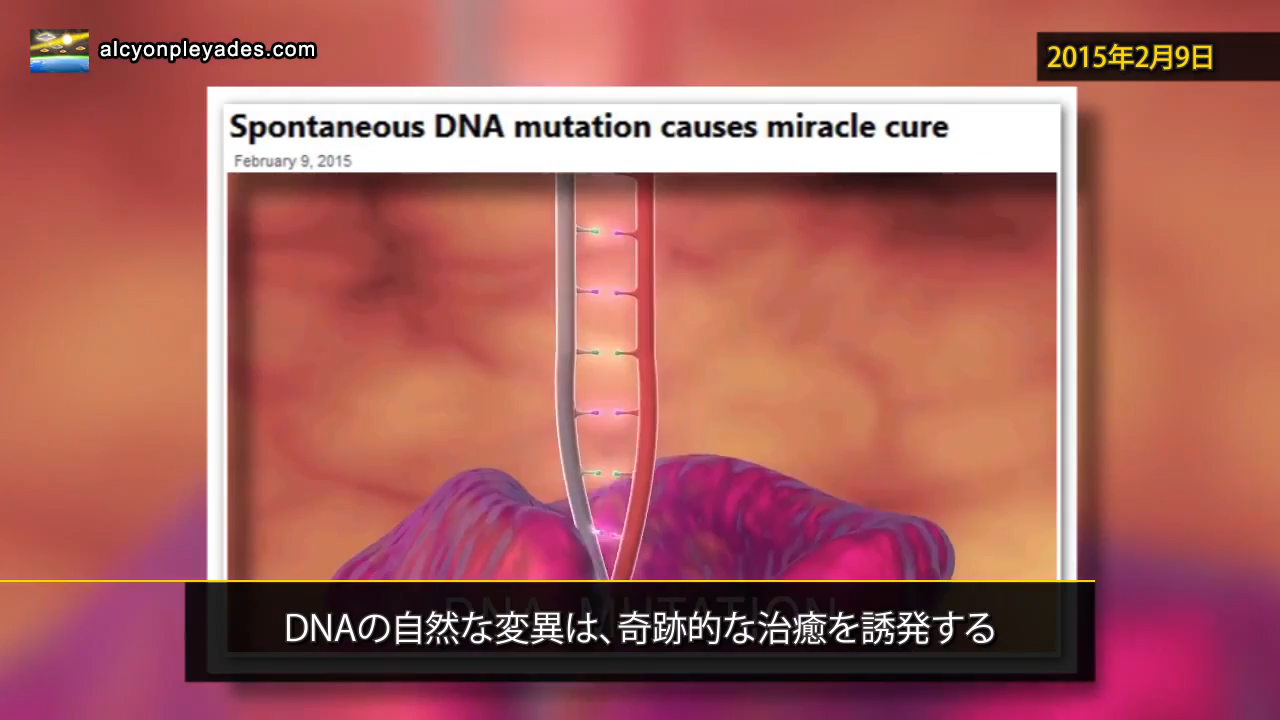 alcyonpleyades.com
2015年2月9日
Spontaneous DNA mutation causes miracle cure
February 9, 2015
DNA MUTATION
DNAの自然な変異は、奇跡的な治癒を誘発する